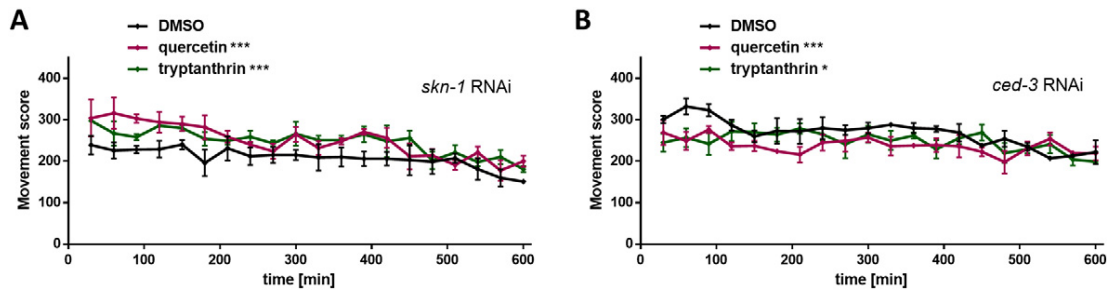 A
DMSO
quercetin ***
tryptanthrin ***
skn-1 RNAi
Movement score
400
300
200
100
0
0 100 200 300 400 500 600
time [min]
B
DMSO
quercetin ***
tryptanthrin *
ced-3 RNAi
Movement score
400
300
200
100
0
0 100 200 300 400 500 600
time [min]